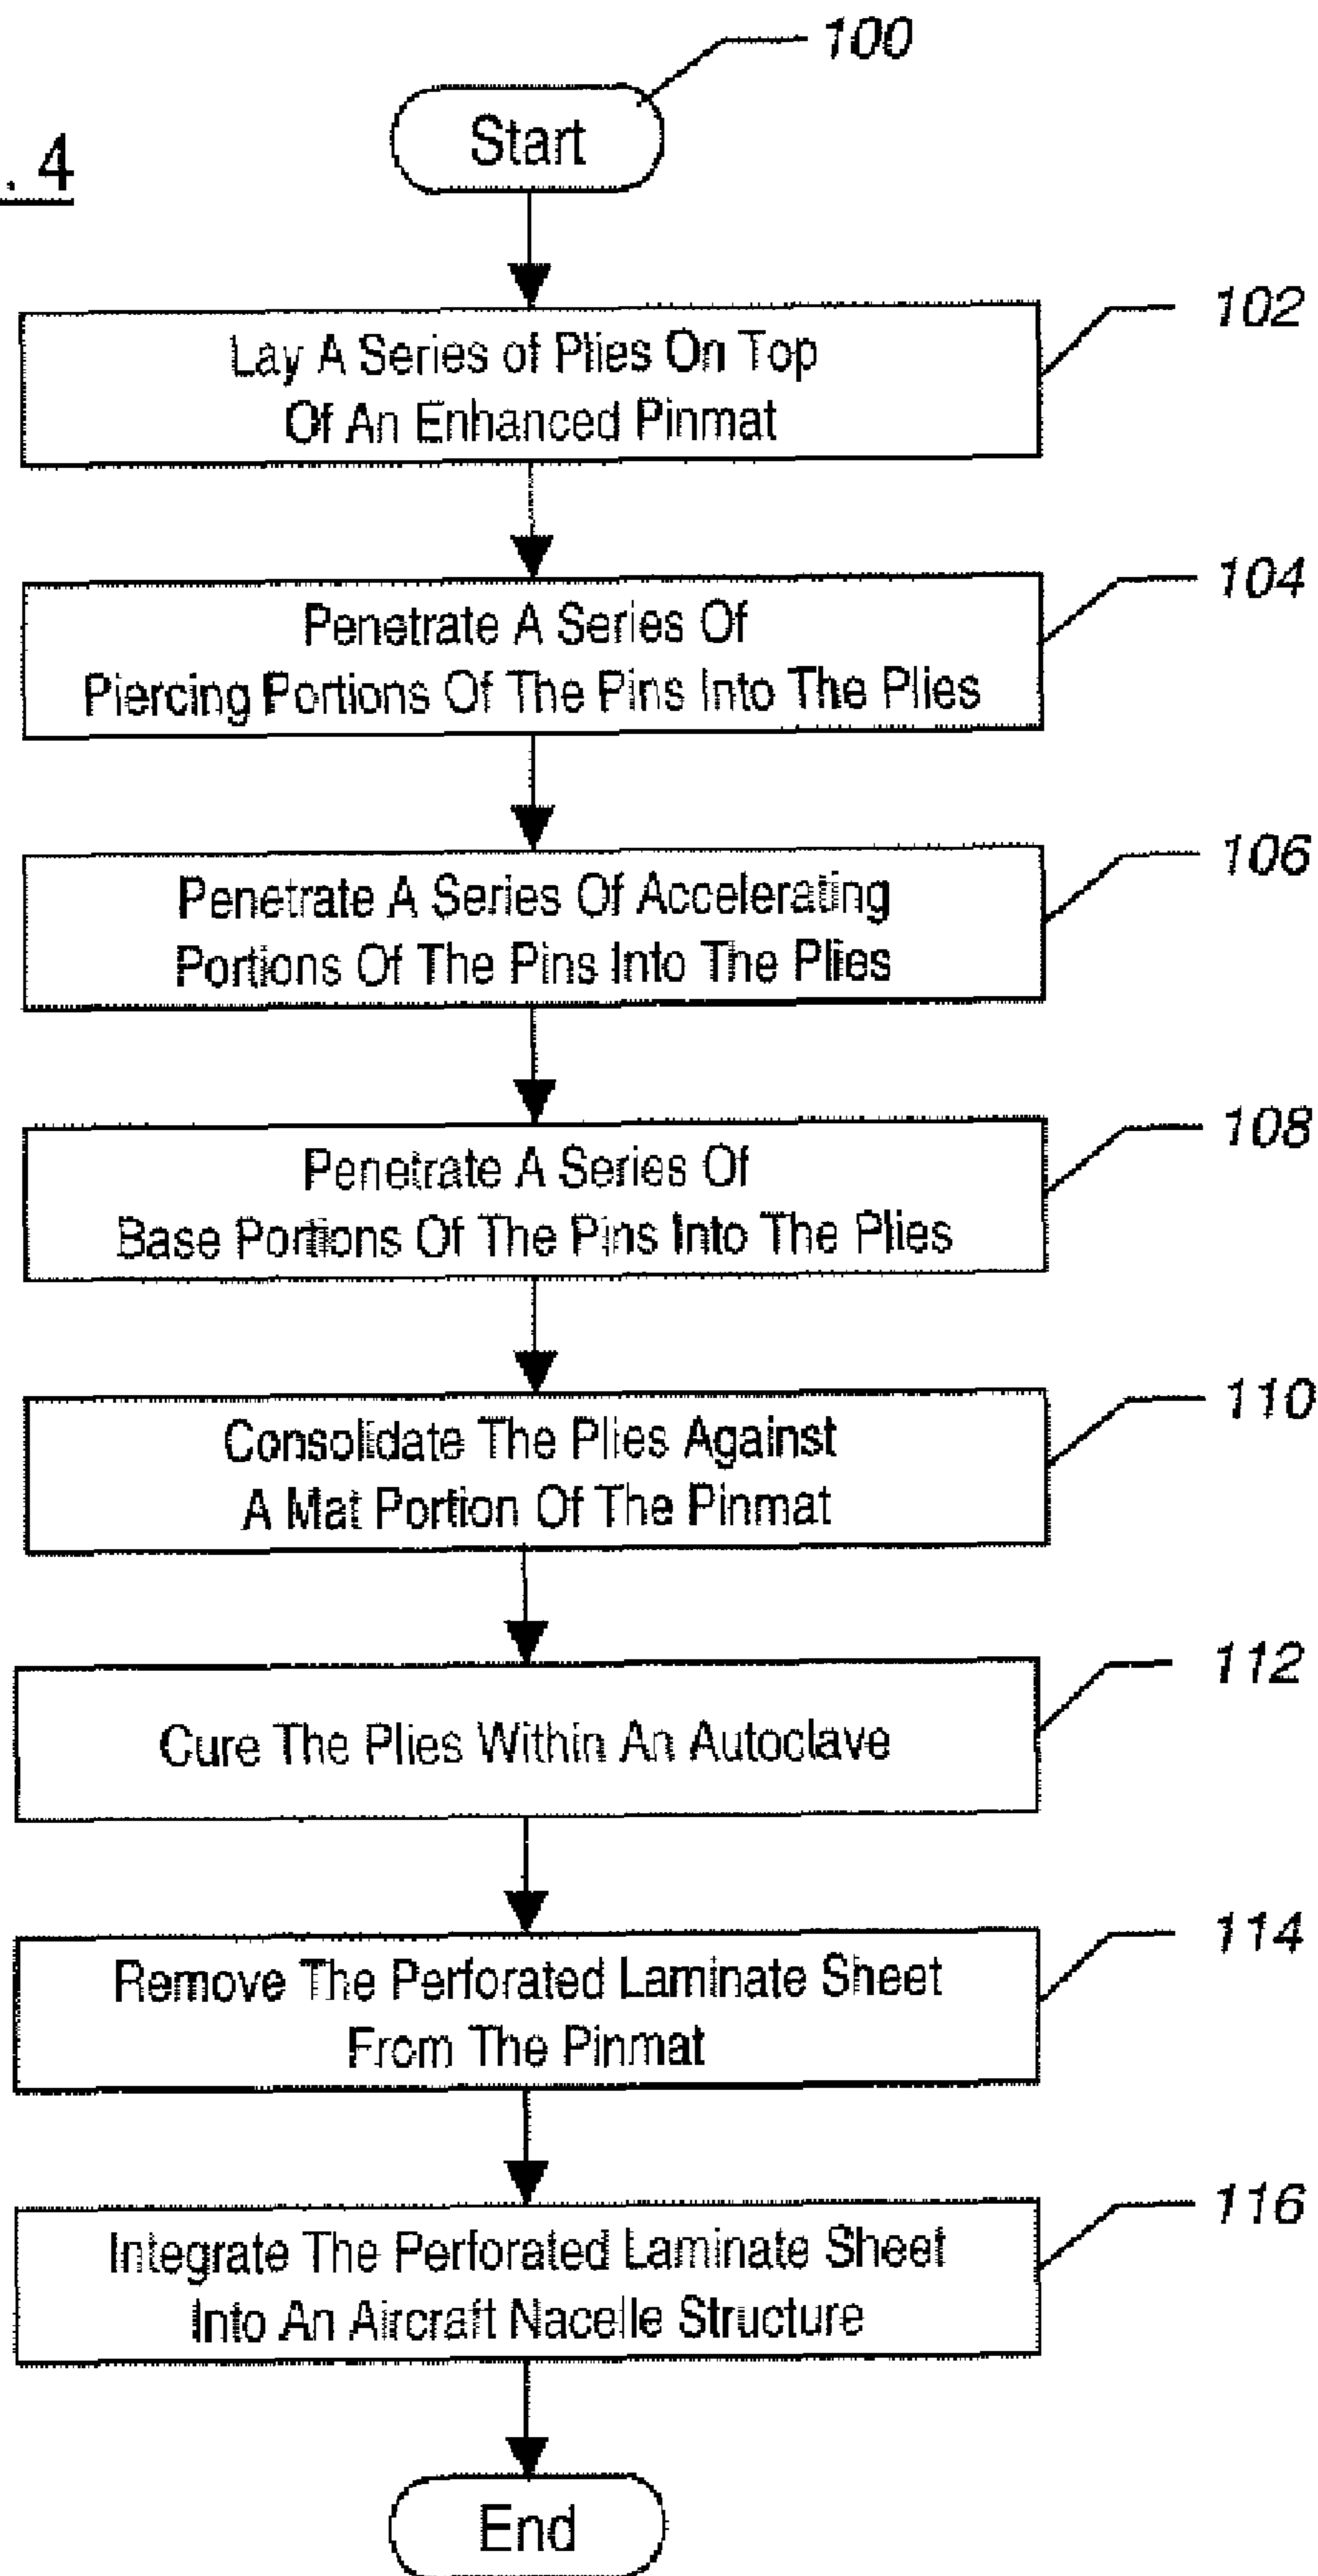 . 4
100
Start
102
Lay A Series of Plies On Top
Of An Enhanced Pinmat
104
Penetrate A Series Of
Piercing Portions Of The Pins Into The Plies
106
Penetrate A Series Of Accelerating
Portions Of The Pins Into The Plies
108
Penetrate A Series Of
Base Portions Of The Pins Into The Plies
110
Consolidate The Plies Against
A Mat Portion Of The Pinmat
112
Cure The Plies Within An Autoclave
114
Remove The Perforated Laminate Sheet
From The Pinmat
116
Integrate The Perforated Laminate Sheet
Into An Aircraft Nacelle Structure
End